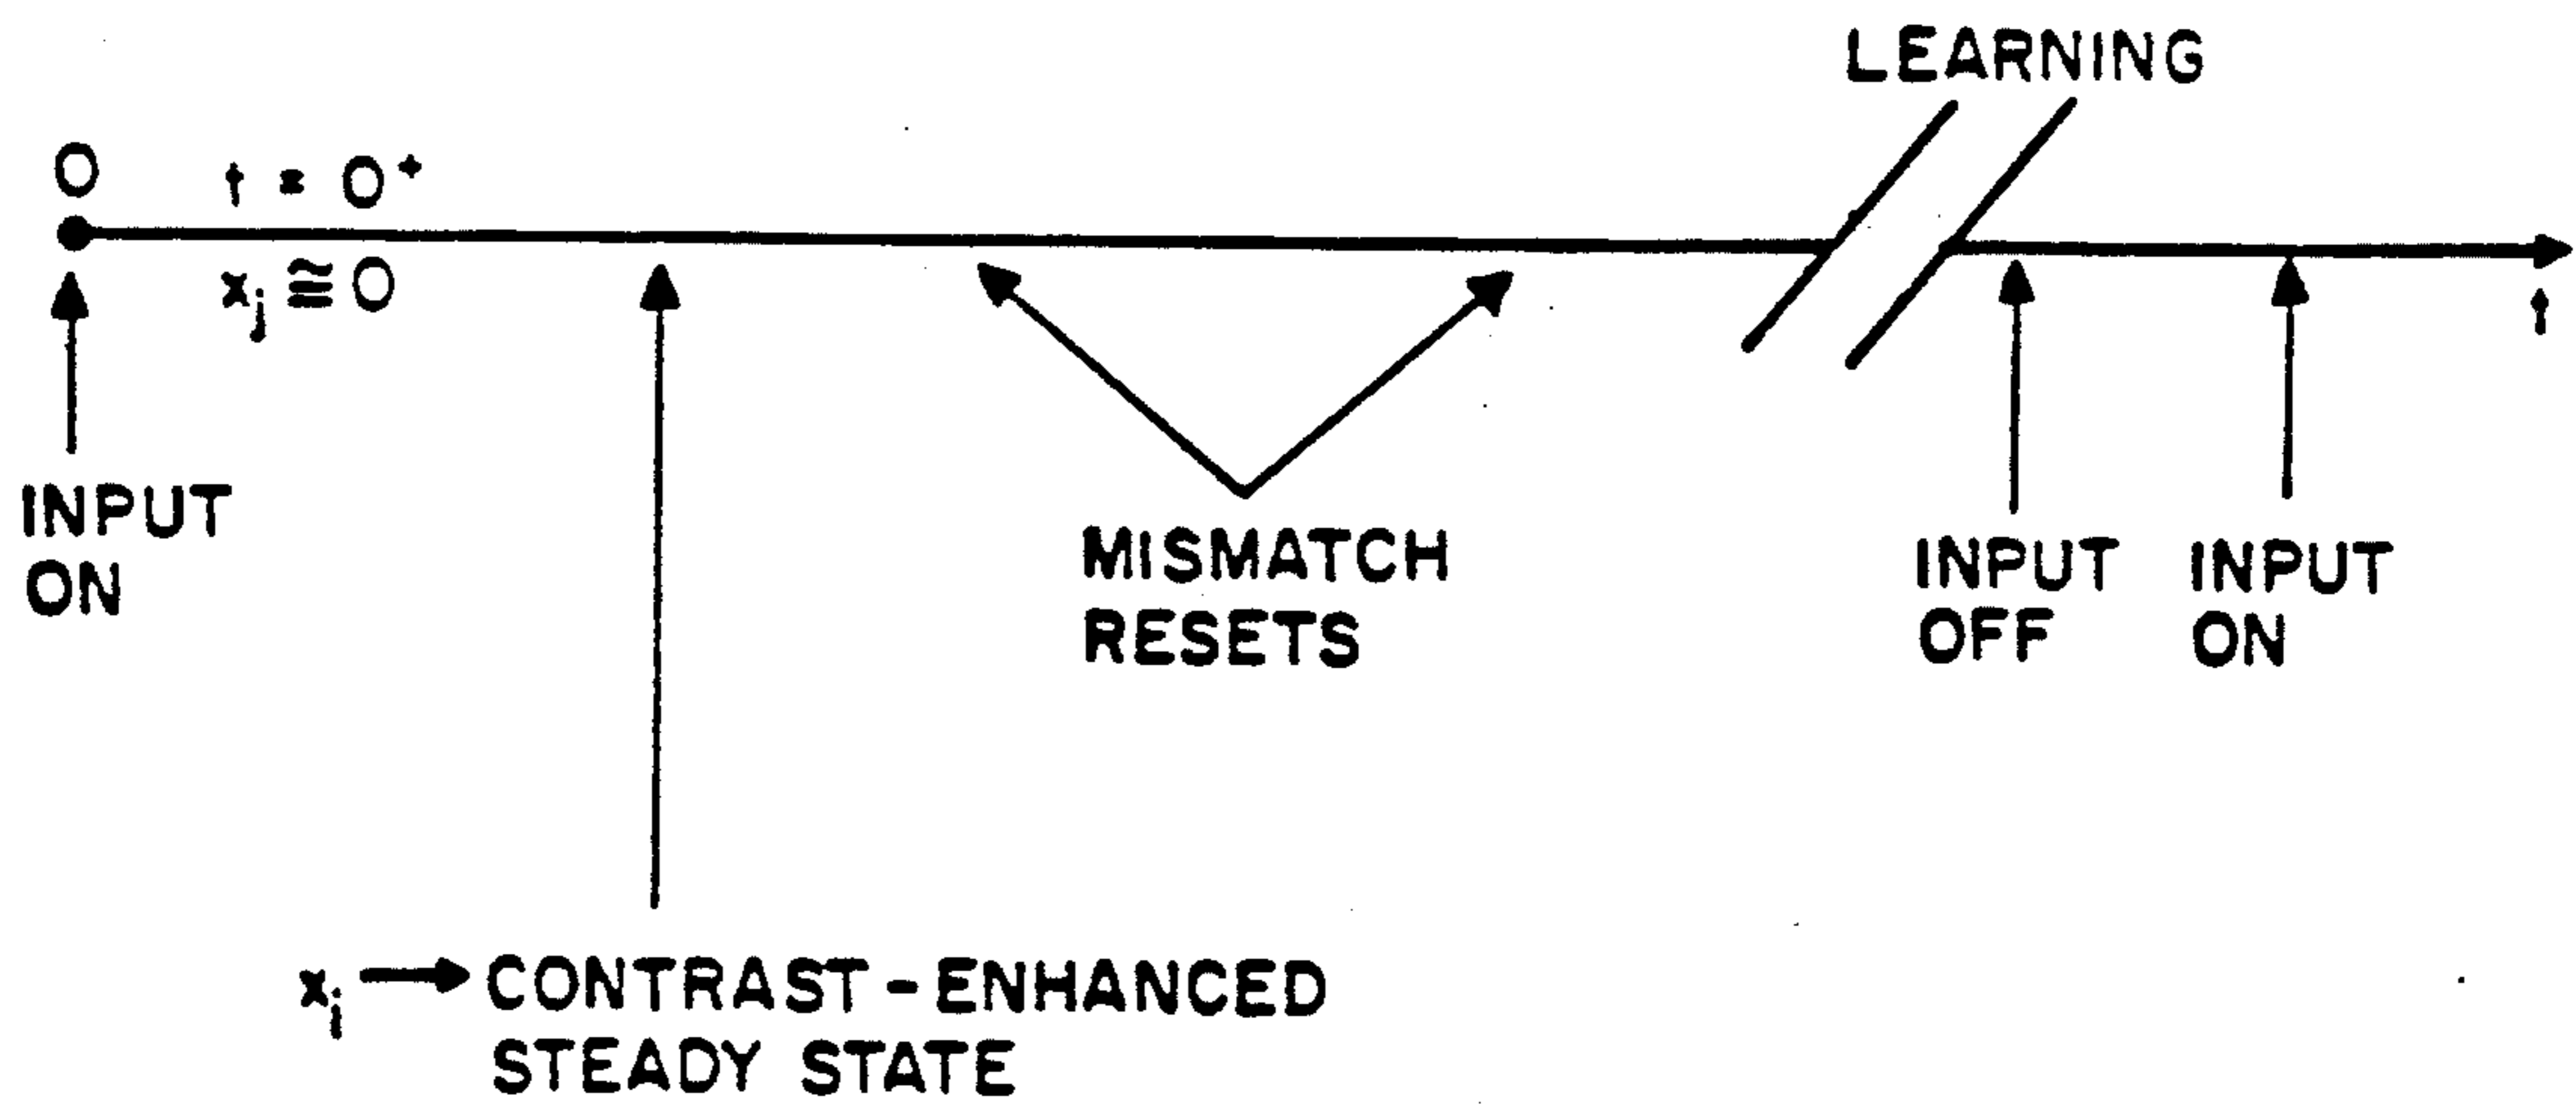 LEARNING
0
t = 0⁺
xⱼ ≅ 0
t
INPUT
ON
MISMATCH
RESETS
INPUT
OFF
INPUT
ON
xᵢ → CONTRAST-ENHANCED
STEADY STATE